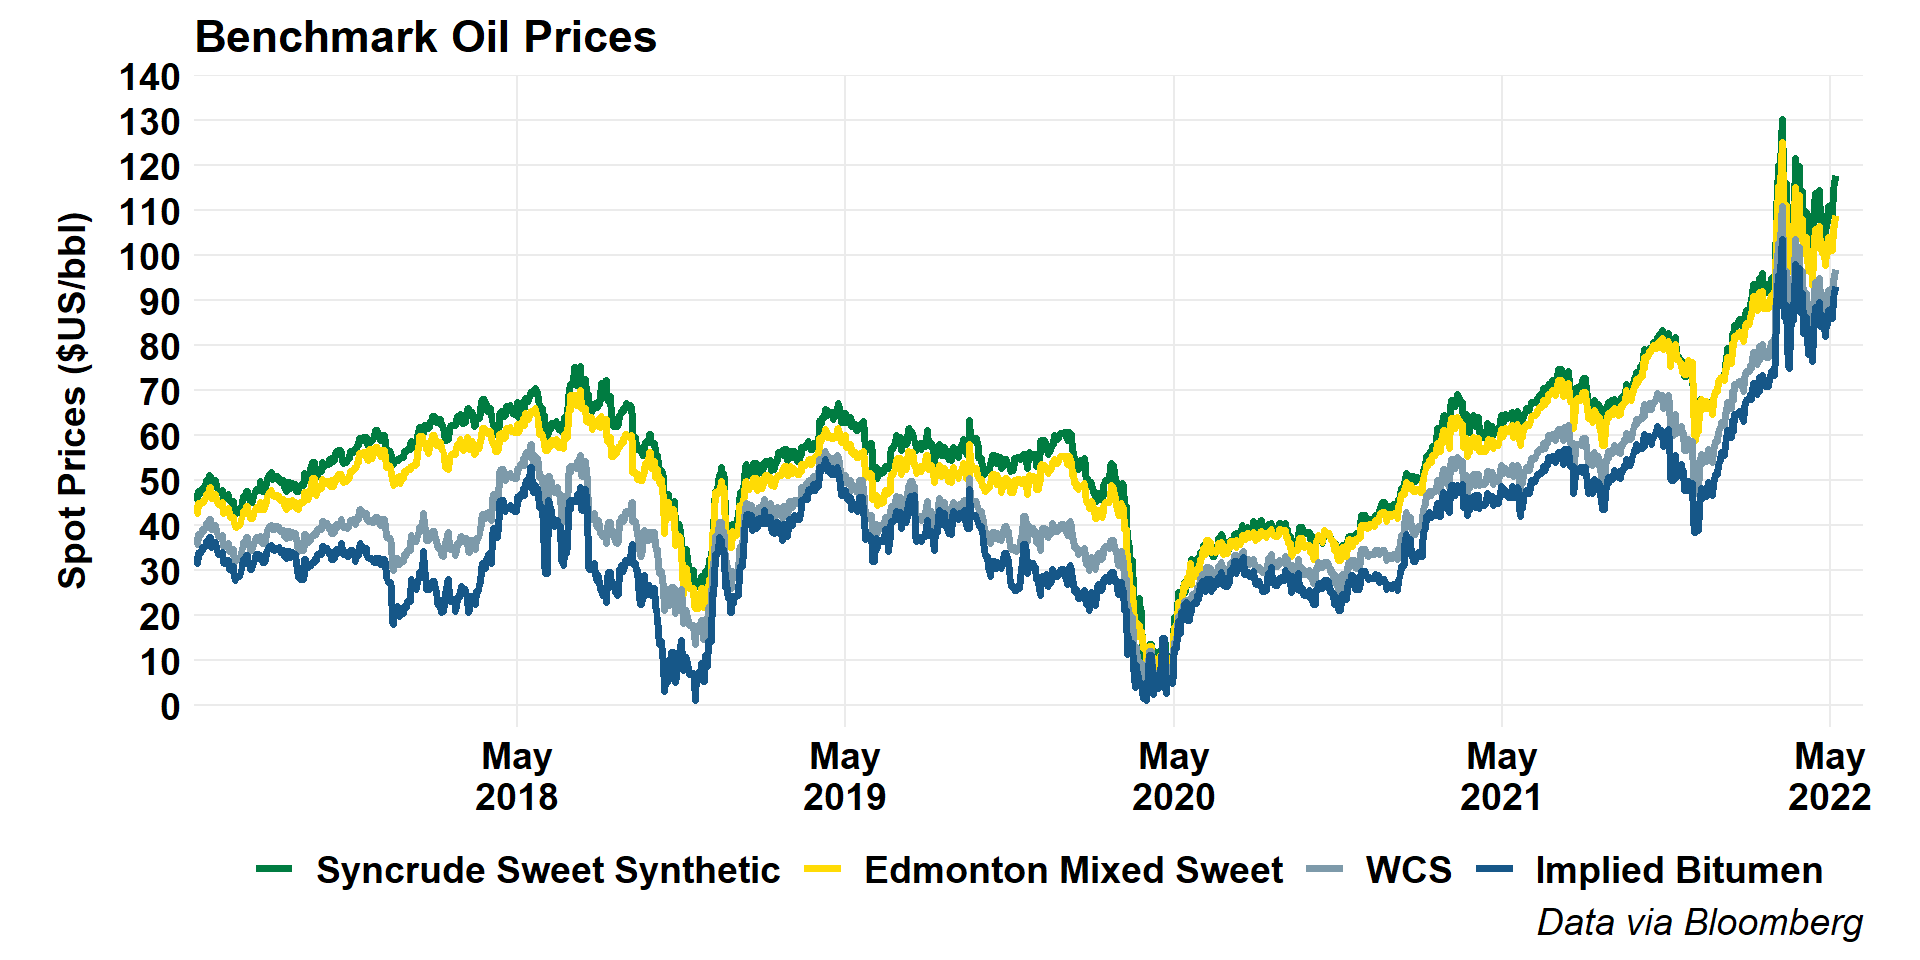 Benchmark Oil Prices
Spot Prices ($US/bbl)
140
130
120
110
100
90
80
70
60
50
40
30
20
10
0
May
2018
May
2019
May
2020
May
2021
May
2022
Syncrude Sweet Synthetic
Edmonton Mixed Sweet
WCS
Implied Bitumen
Data via Bloomberg